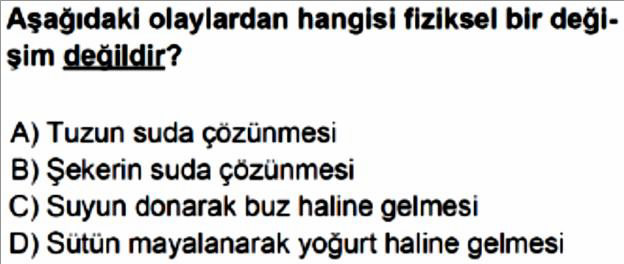 Aşağıdaki olaylardan hangisi fiziksel bir deği-
şim değildir?
A) Tuzun suda çözünmesi
B) Şekerin suda çözünmesi
C) Suyun donarak buz haline gelmesi
D) Sütün mayalanarak yoğurt haline gelmesi